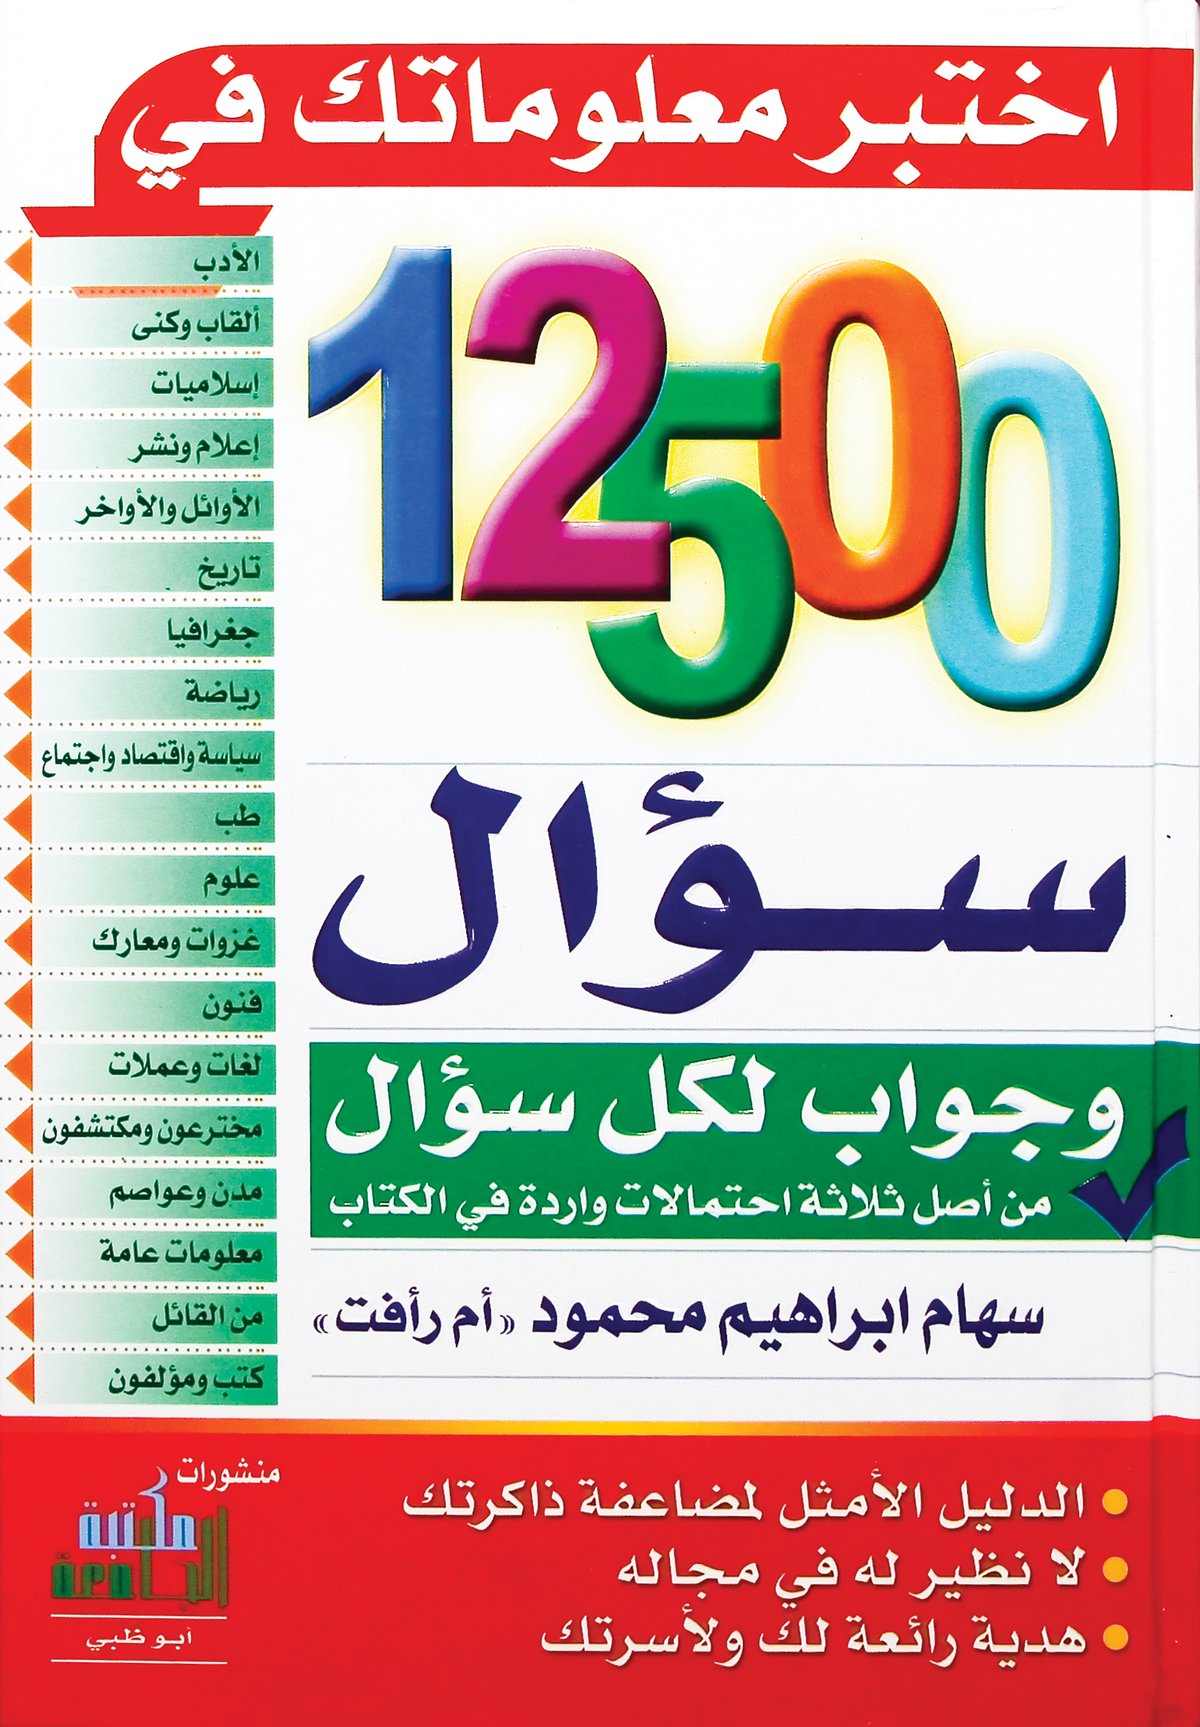 اختبر معلوماتك في
12500
سؤال
وجواب لكل سؤال
من أصل ثلاثة احتمالات واردة في الكتاب
سهام ابراهيم محمود «أم رأفت»
الأدب
ألقاب وكنى
إسلاميات
إعلام ونشر
الأوائل والأواخر
تاريخ
جغرافيا
رياضة
سياسة واقتصاد واجتماع
طب
علوم
غزوات ومعارك
فنون
لغات وعملات
مخترعون ومكتشفون
مدن وعواصم
معلومات عامة
من القائل
كتب ومؤلفون
الدليل الأمثل لمضاعفة ذاكرتك
لا نظير له في مجاله
هدية رائعة لك ولأسرتك
منشورات
مكتبة
الجامعة
أبو ظبي